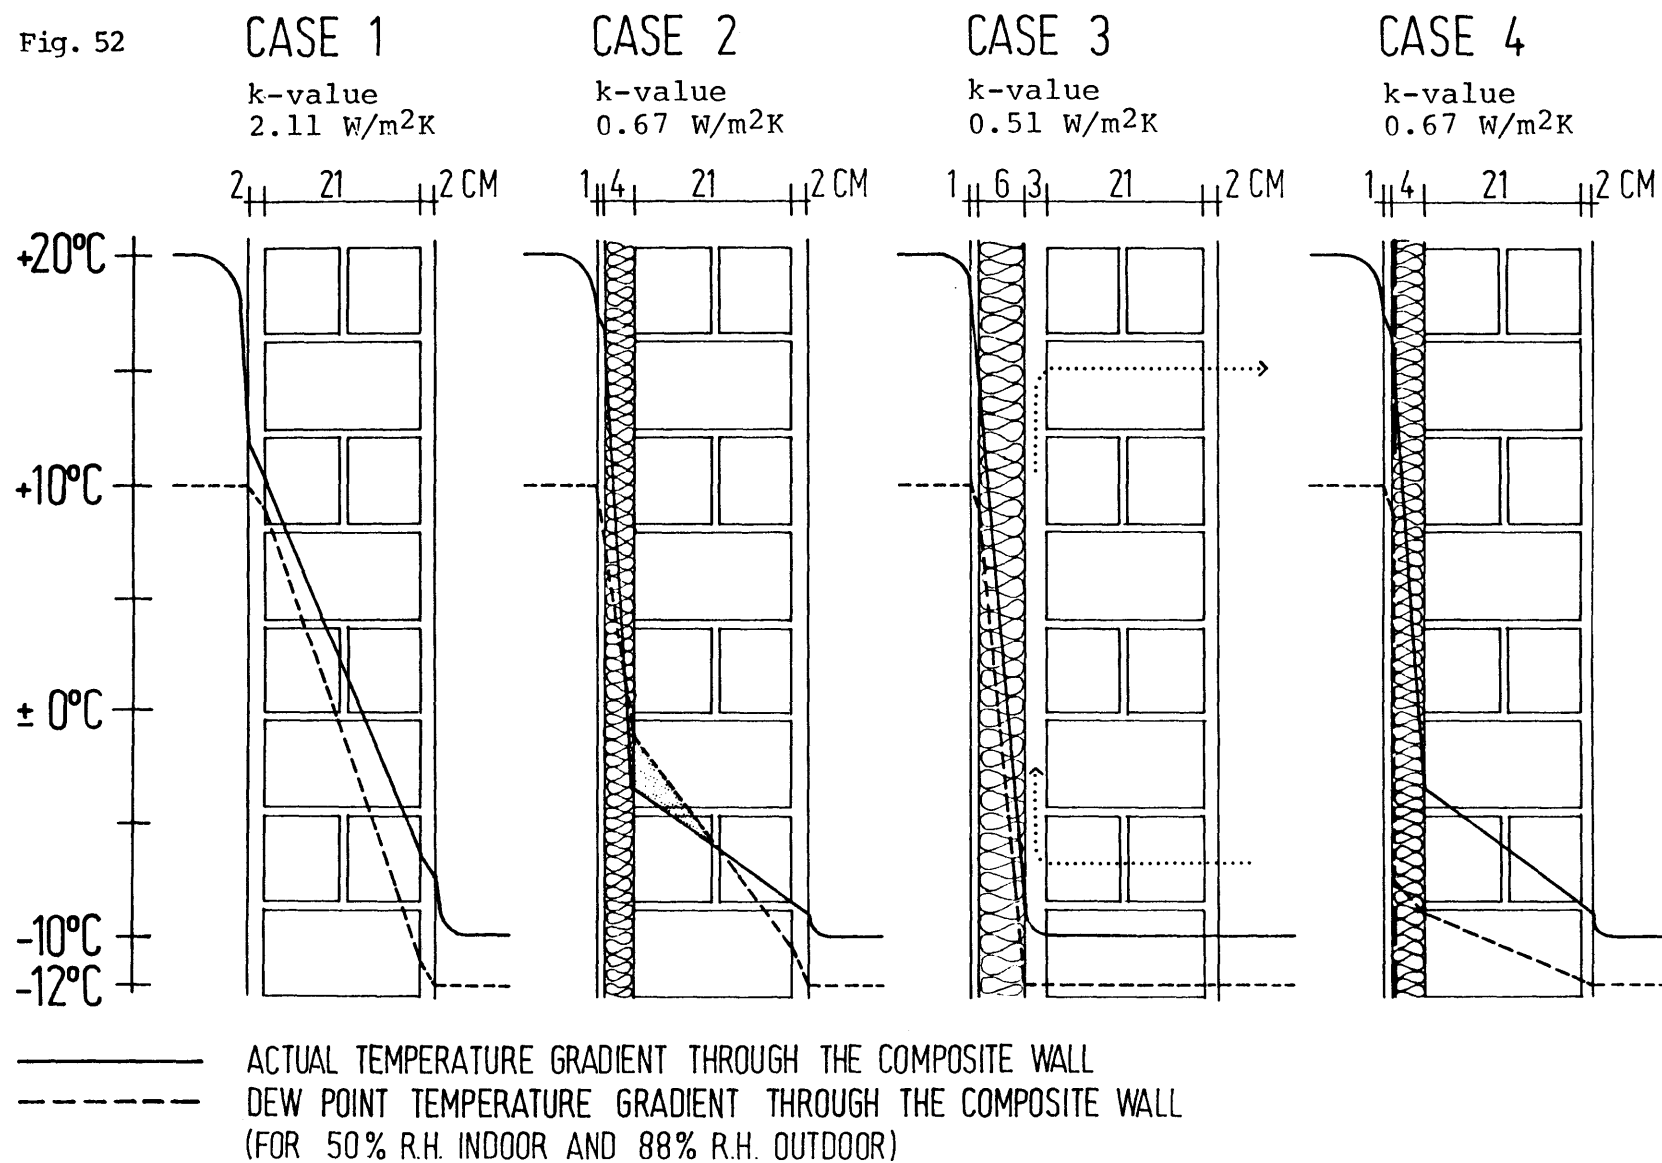 Fig. 52
CASE 1
k-value
2.11 W/m2K
2 21 2 CM
CASE 2
k-value
0.67 W/m2K
1 4 21 2 CM
CASE 3
k-value
0.51 W/m2K
1 6 3 21 2 CM
CASE 4
k-value
0.67 W/m2K
1 4 21 2 CM
+20°C
+10°C
± 0°C
-10°C
-12°C
ACTUAL TEMPERATURE GRADIENT THROUGH THE COMPOSITE WALL
DEW POINT TEMPERATURE GRADIENT THROUGH THE COMPOSITE WALL
(FOR 50% R.H. INDOOR AND 88% R.H. OUTDOOR)